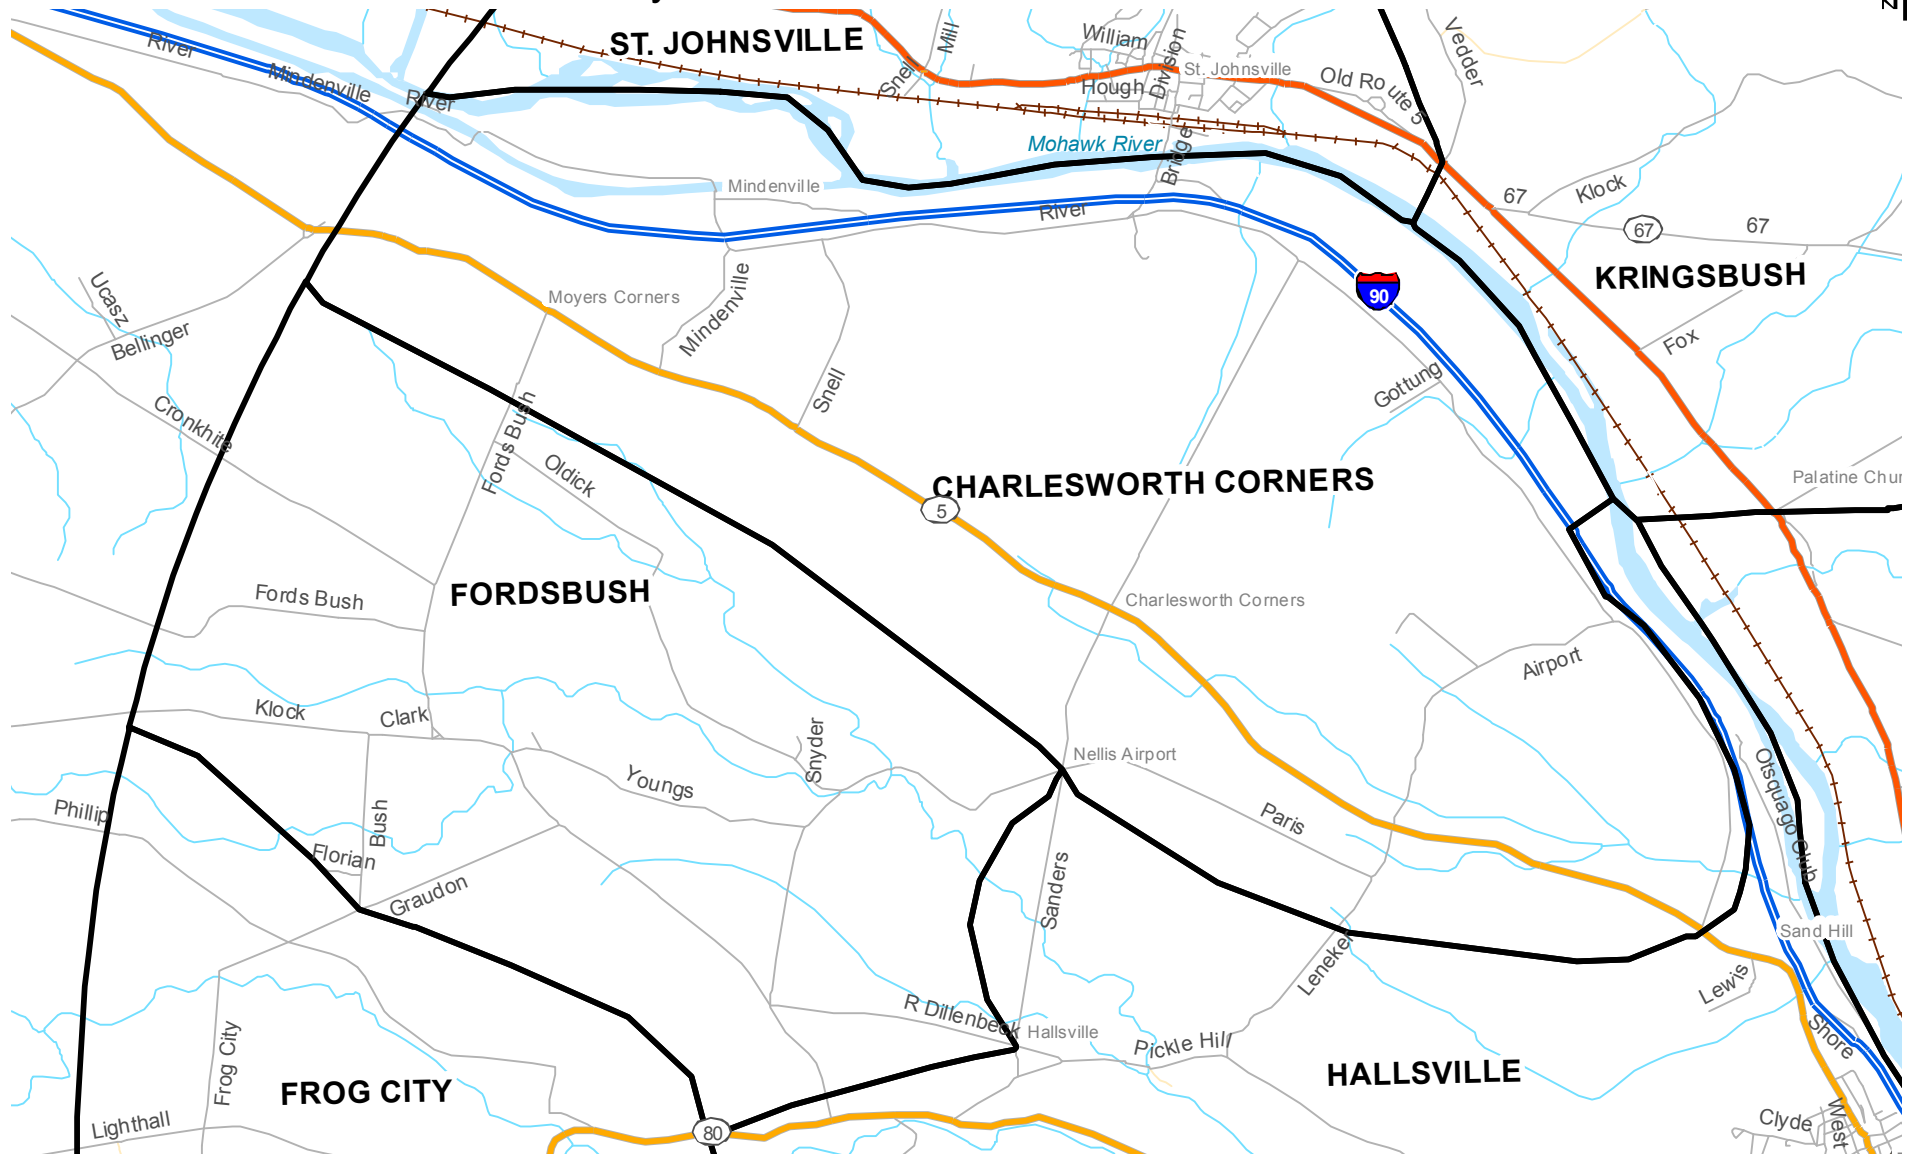 ST. JOHNSVILLE
Mill
William
Division
Vedder
River
Mindenville
River
Snell
Hough
St. Johnsville
Old Route 5
Mohawk River
Bridge
Mindenville
River
67
Klock
67
67
KRINGSBUSH
Ucasz
Bellinger
Moyers Corners
Mindenville
90
Fox
Cronkhite
Fords Bush
Snell
Gottung
Oldick
CHARLESWORTH CORNERS
5
Palatine Chur
Fords Bush
FORDSBUSH
Charlesworth Corners
Airport
Klock
Clark
Snyder
Nellis Airport
Youngs
Paris
Otsquago Club
Phillip
Bush
Florian
Graudon
Sanders
Leneker
Sand Hill
Lewis
R Dillenbeck
Hallsville
Pickle Hill
Shore
Frog City
FROG CITY
HALLSVILLE
Lighthall
80
Clyde
West